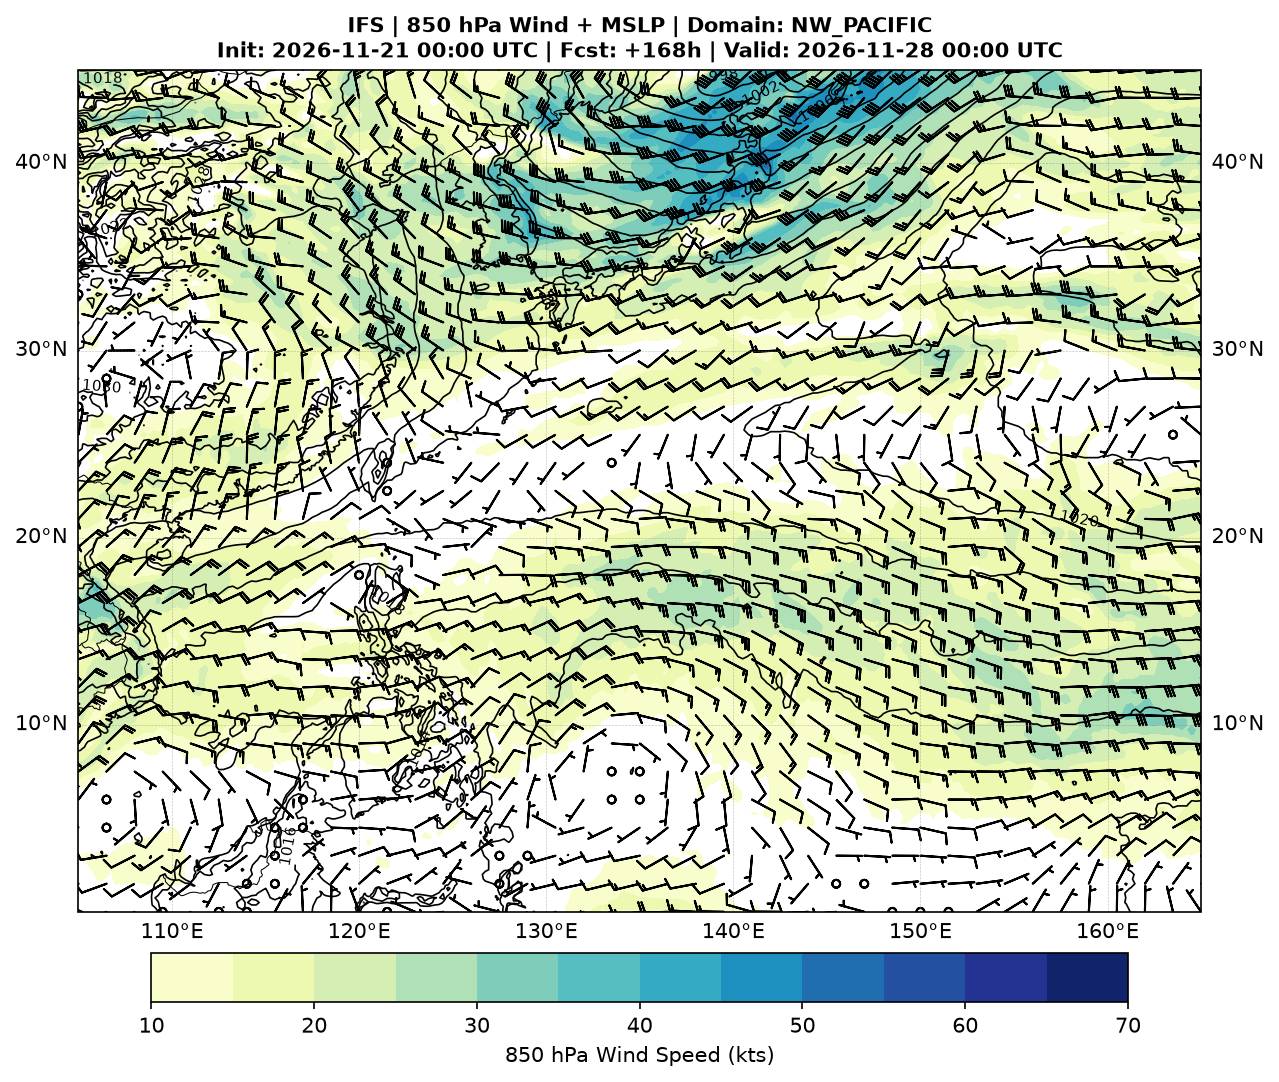 IFS | 850 hPa Wind + MSLP | Domain: NW_PACIFIC
Init: 2026-11-21 00:00 UTC | Fcst: +168h | Valid: 2026-11-28 00:00 UTC
1018
1002
40°N
40°N
30°N
30°N
1020
20°N
20°N
10°N
10°N
1016
110°E
120°E
130°E
140°E
150°E
160°E
10
20
30
40
50
60
70
850 hPa Wind Speed (kts)